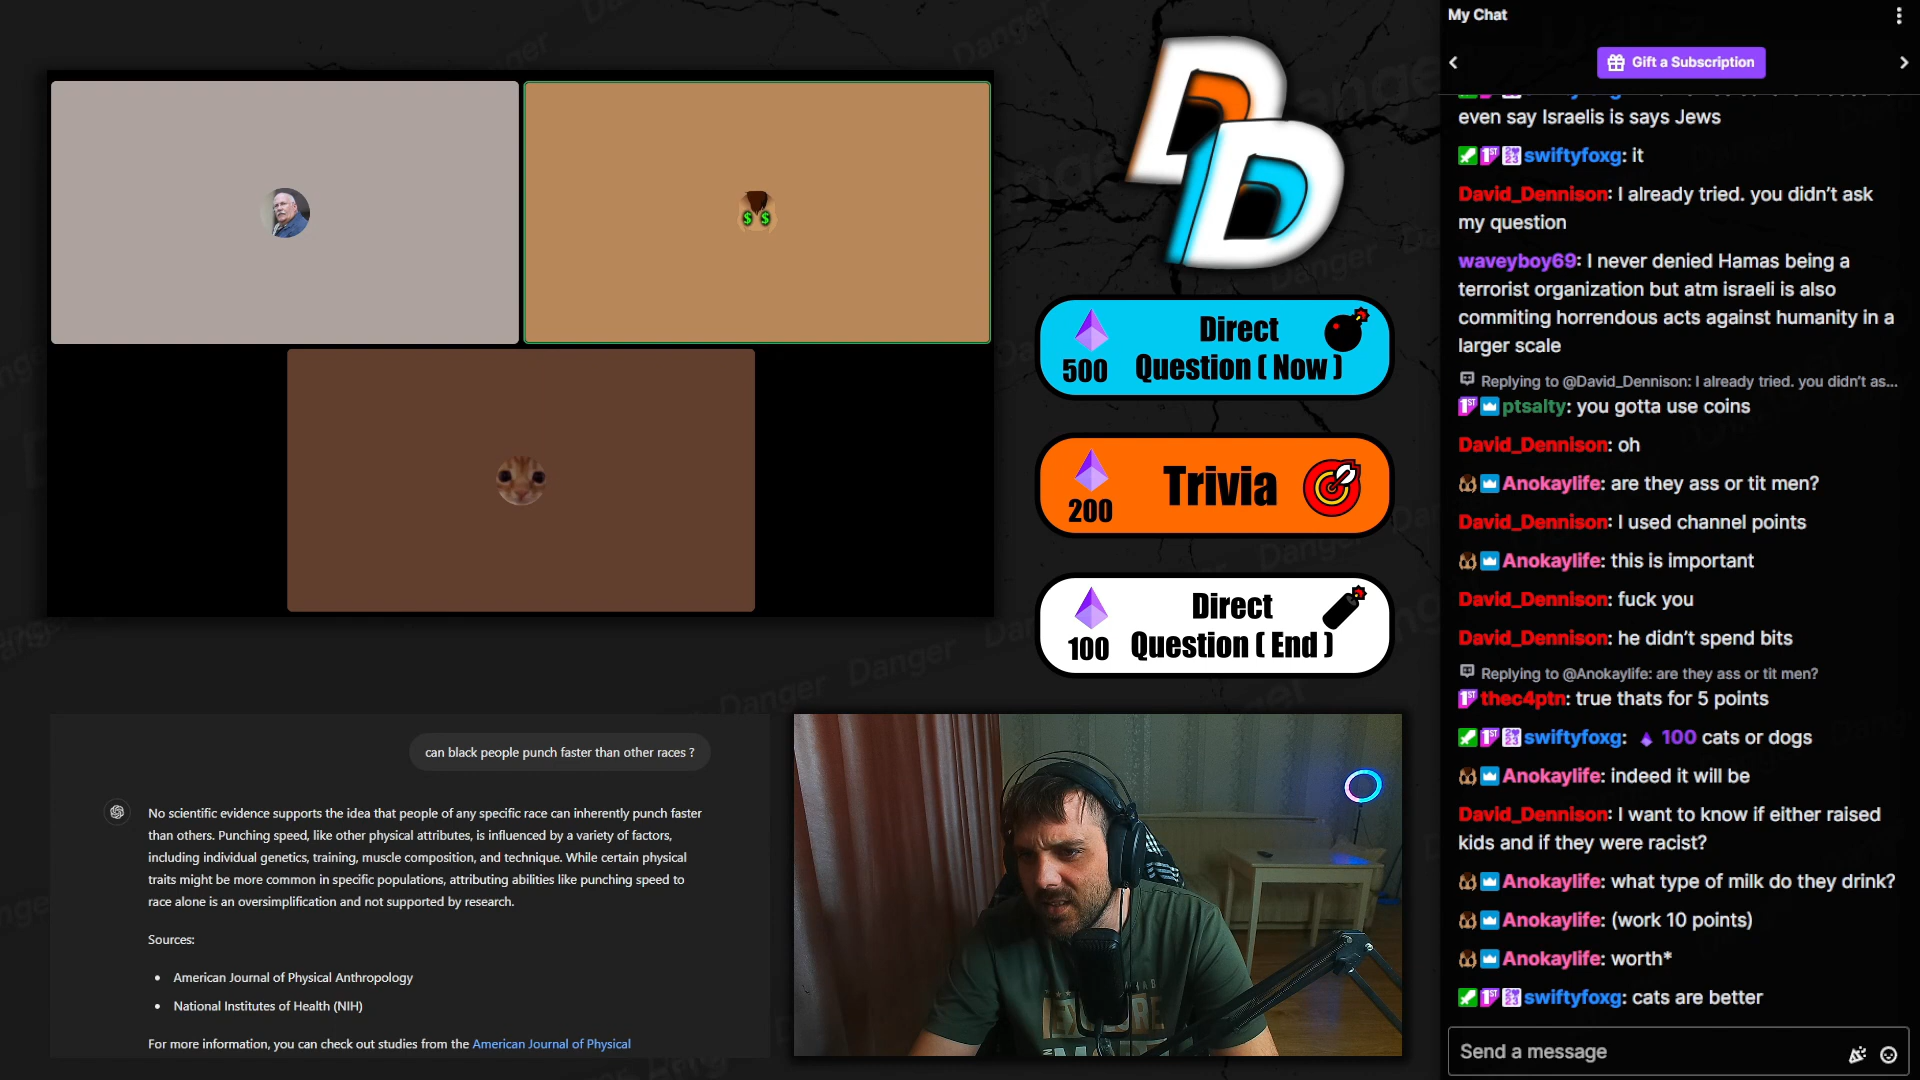 My Chat
Gift a Subscription
even say Israelis is says Jews
swiftyfoxg: it
David_Dennison: I already tried. you didn't ask
my question
waveyboy69: I never denied Hamas being a
terrorist organization but atm israeli is also
commiting horrendous acts against humanity in a
larger scale
Replying to @David_Dennison: I already tried. you didn't as...
ptsalty: you gotta use coins
David_Dennison: oh
Anokaylife: are they ass or tit men?
David_Dennison: I used channel points
Anokaylife: this is important
David_Dennison: fuck you
David_Dennison: he didn't spend bits
Replying to @Anokaylife: are they ass or tit men?
thec4ptn: true thats for 5 points
swiftyfoxg: 100 cats or dogs
Anokaylife: indeed it will be
David_Dennison: I want to know if either raised
kids and if they were racist?
Anokaylife: what type of milk do they drink?
Anokaylife: (work 10 points)
Anokaylife: worth*
swiftyfoxg: cats are better
Send a message
DD
500
Direct
Question ( Now )
200
Trivia
100
Direct
Question ( End )
can black people punch faster than other races ?
No scientific evidence supports the idea that people of any specific race can inherently punch faster
than others. Punching speed, like other physical attributes, is influenced by a variety of factors,
including individual genetics, training, muscle composition, and technique. While certain physical
traits might be more common in specific populations, attributing abilities like punching speed to
race alone is an oversimplification and not supported by research.
Sources:
American Journal of Physical Anthropology
National Institutes of Health (NIH)
For more information, you can check out studies from the American Journal of Physical